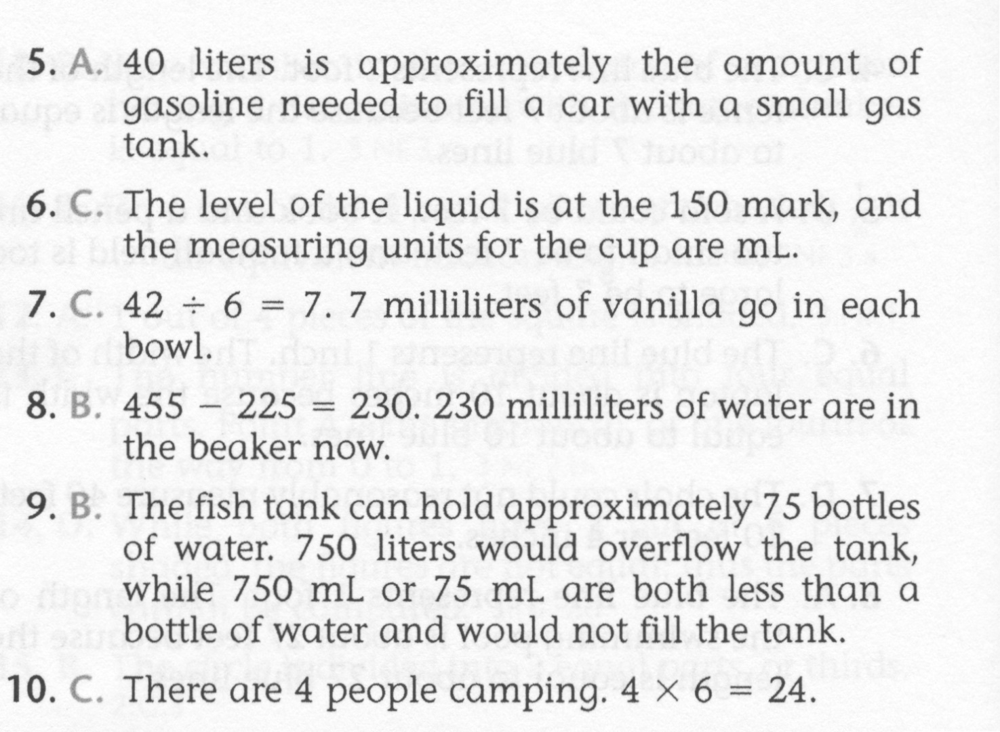 5. A. 40 liters is approximately the amount of
gasoline needed to fill a car with a small gas
tank.
6. C. The level of the liquid is at the 150 mark, and
the measuring units for the cup are mL.
7. C. 42 ÷ 6 = 7. 7 milliliters of vanilla go in each
bowl.
8. B. 455 – 225 = 230. 230 milliliters of water are in
the beaker now.
9. B. The fish tank can hold approximately 75 bottles
of water. 750 liters would overflow the tank,
while 750 mL or 75 mL are both less than a
bottle of water and would not fill the tank.
10. C. There are 4 people camping. 4 × 6 = 24.